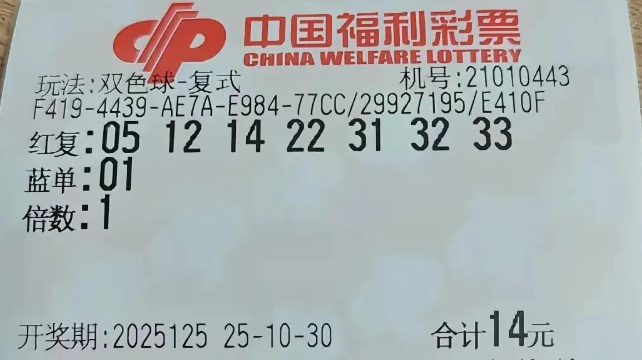 中国福利彩票
CHINA WELFARE LOTTERY
玩法:双色球-复式 机号:21010443
F419-4439-AE7A-E984-77CC/29927195/E410F
红复:05 12 14 22 31 32 33
蓝单:01
倍数:1
开奖期:2025125 25-10-30 合计14元